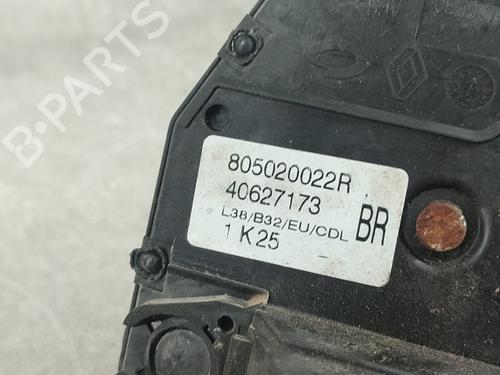 B-PARTS
805020022R
40627173
L38/B32/EU/CDL
1 K25
BR